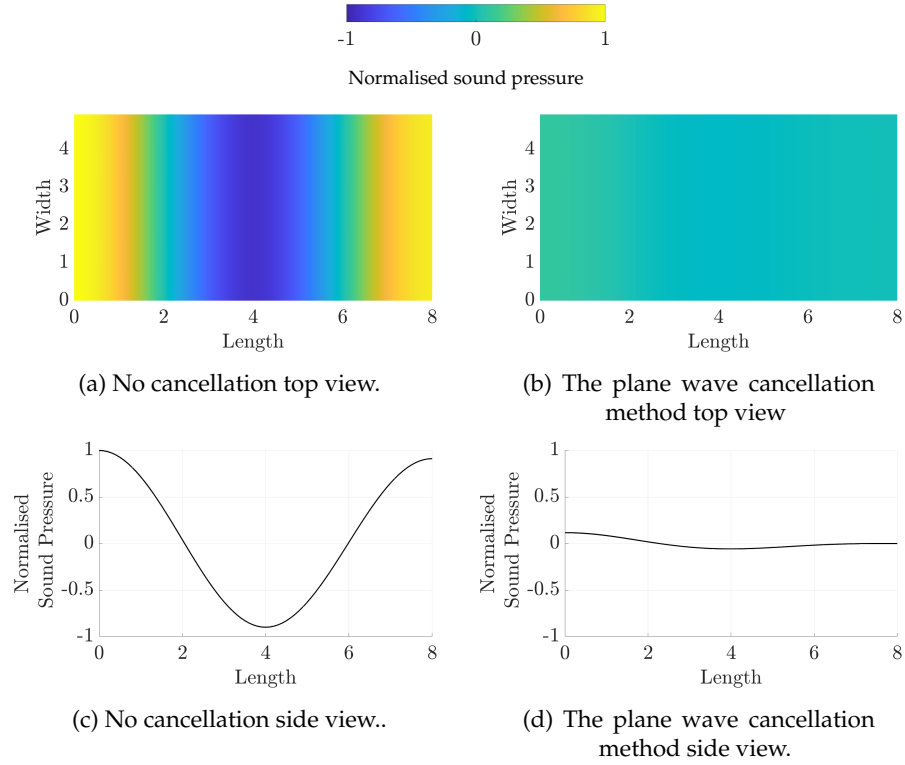 -1 0 1
Normalised sound pressure
4
3
2
1
0
Width
0 2 4 6 8
Length
(a) No cancellation top view.
4
3
2
1
0
Width
0 2 4 6 8
Length
(b) The plane wave cancellation
method top view
1
0.5
0
-0.5
-1
Normalised
Sound Pressure
0 2 4 6 8
Length
(c) No cancellation side view..
1
0.5
0
-0.5
-1
Normalised
Sound Pressure
0 2 4 6 8
Length
(d) The plane wave cancellation
method side view.